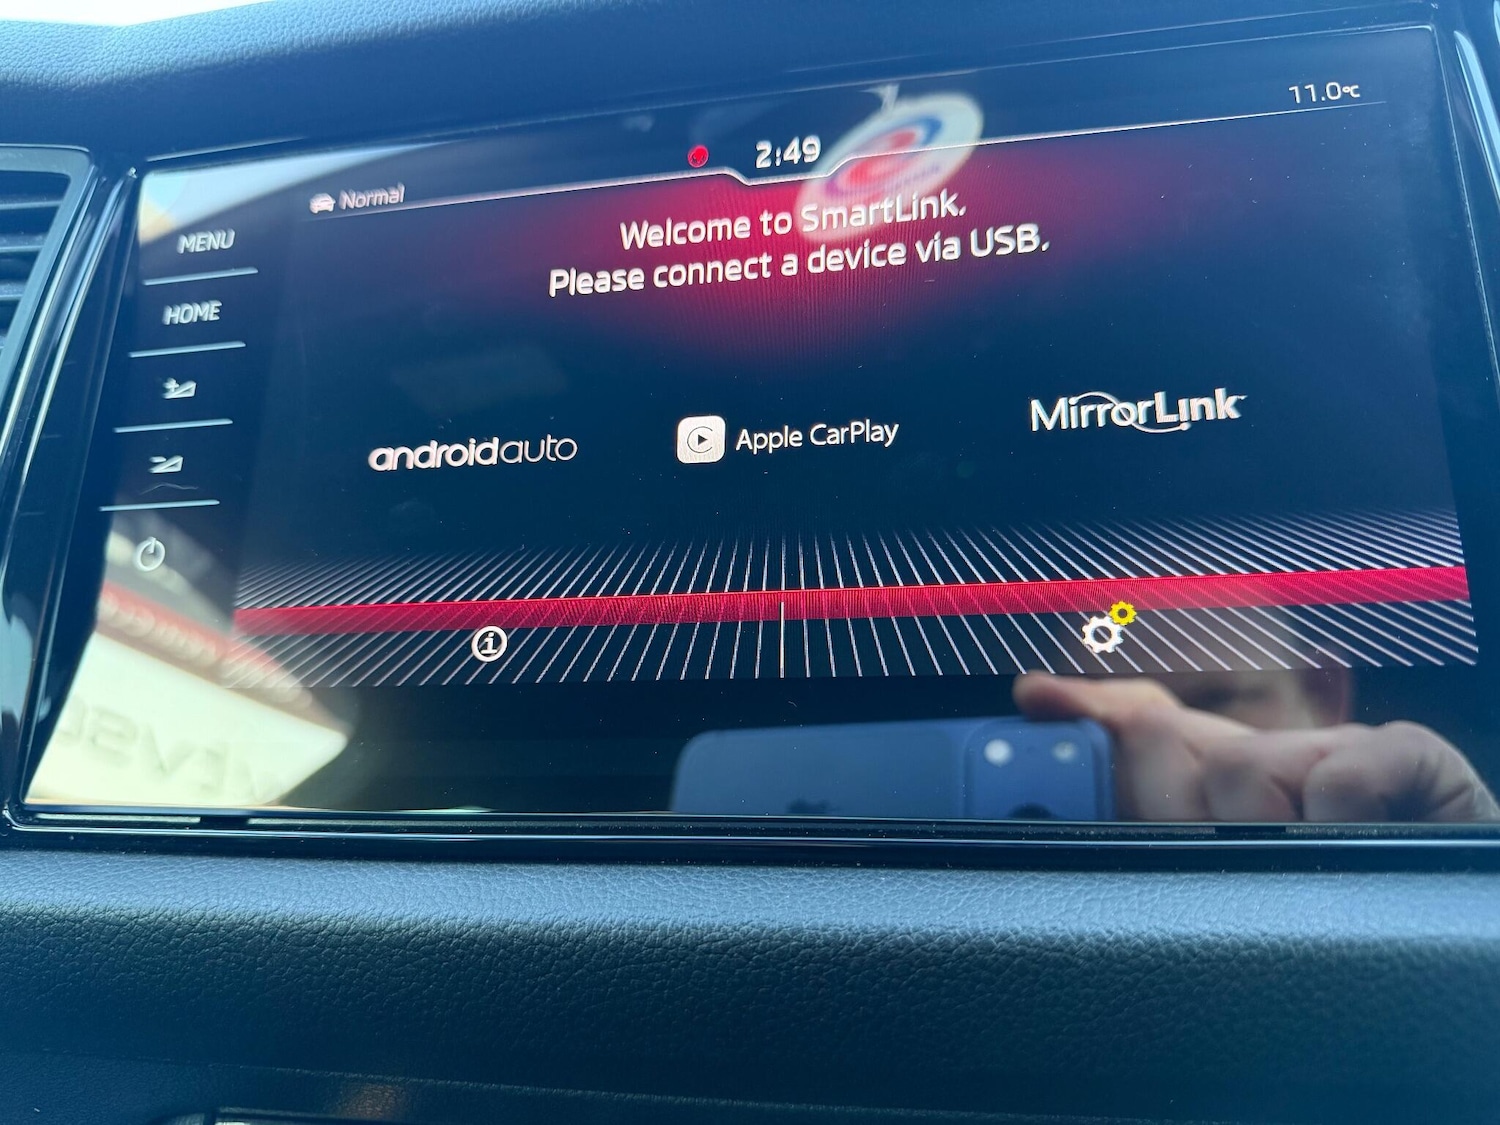 11.0°C
2:49
Normal
MENU
HOME
Welcome to SmartLink.
Please connect a device via USB.
androidauto
Apple CarPlay
MirrorLink
i